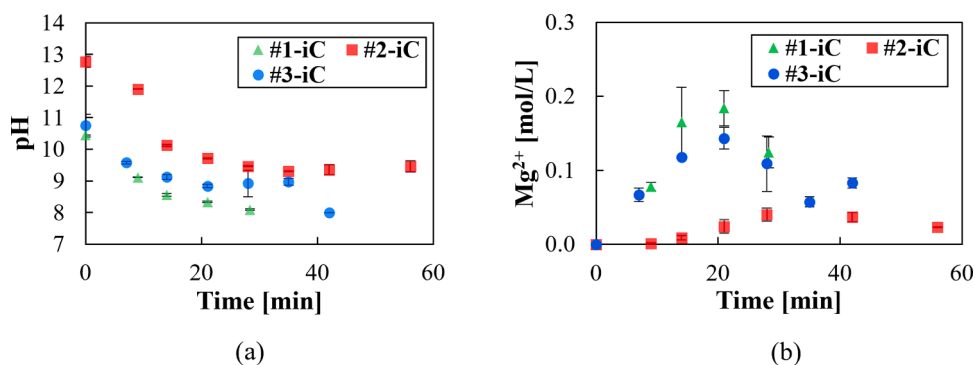 14
13
12
11
10
9
8
7
pH
#1-iC
#2-iC
#3-iC
0
20
40
60
Time [min]
(a)
0.3
0.2
0.1
0.0
Mg²⁺ [mol/L]
#1-iC
#2-iC
#3-iC
0
20
40
60
Time [min]
(b)